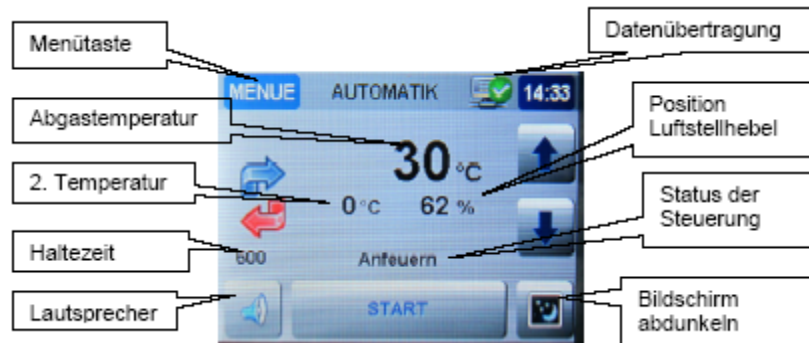 Menütaste
Datenübertragung
MENUE AUTOMATIK 14:33
Abgastemperatur
Position
Luftstellhebel
30 °C
2. Temperatur
0 °C 62 %
Status der
Steuerung
Haltezeit
600 Anfeuern
Lautsprecher
START
Bildschirm
abdunkeln